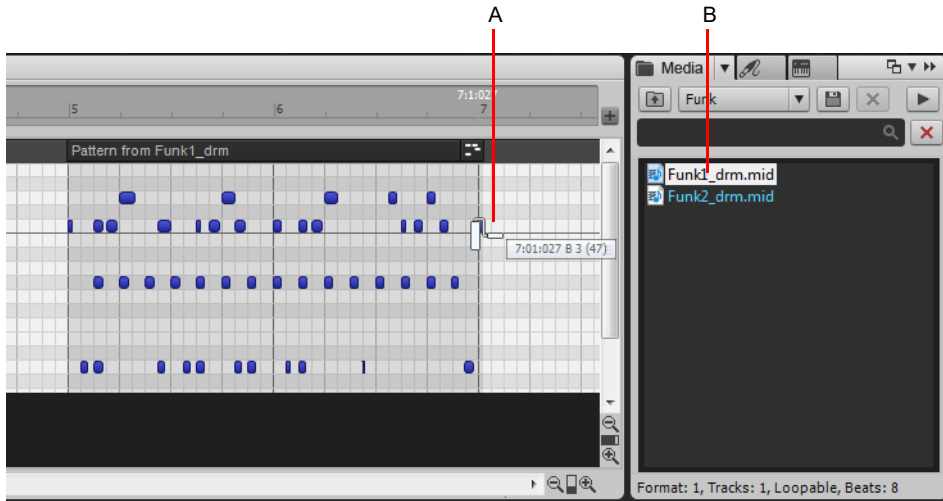 A
B
Media
7:1:027
5
6
7
Funk
Pattern from Funk1_drm
Funk1_drm.mid
Funk2_drm.mid
7:01:027 B 3 (47)
Format: 1, Tracks: 1, Loopable, Beats: 8